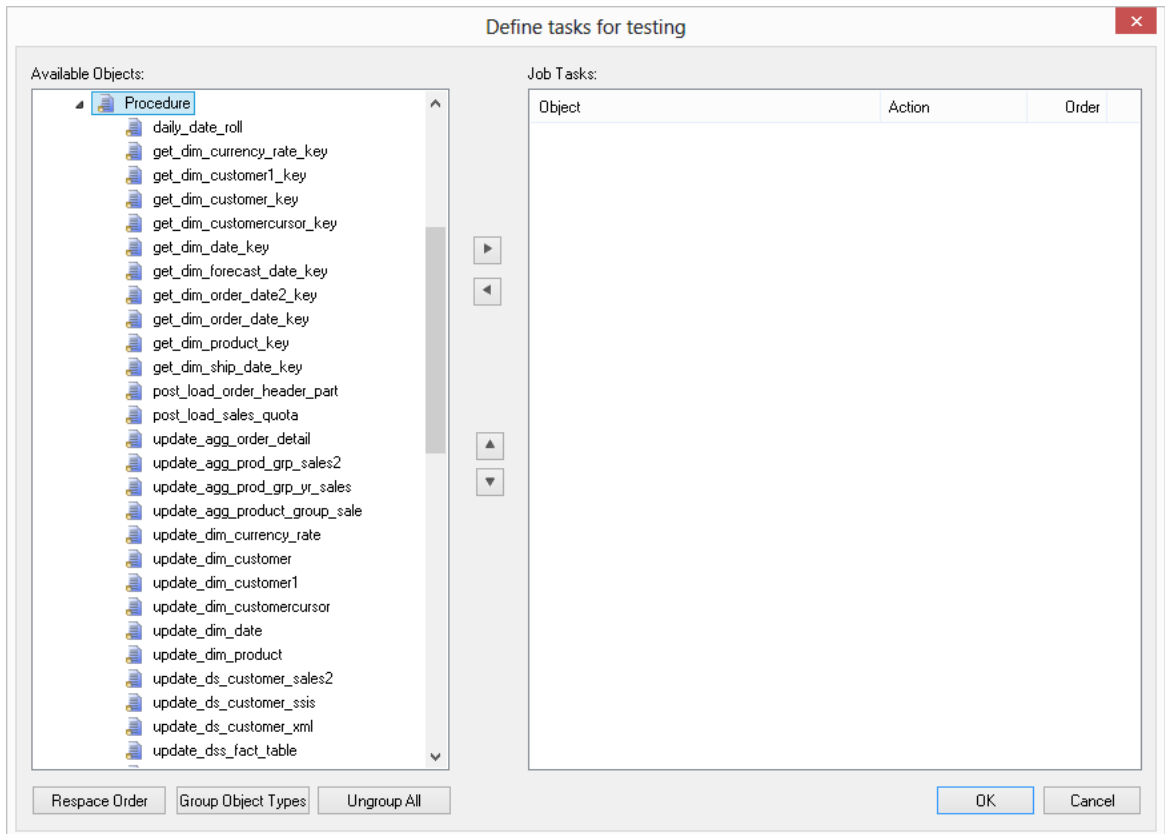 Define tasks for testing
Available Objects:
Procedure
daily_date_roll
get_dim_currency_rate_key
get_dim_customer1_key
get_dim_customer_key
get_dim_customercursor_key
get_dim_date_key
get_dim_forecast_date_key
get_dim_order_date2_key
get_dim_order_date_key
get_dim_product_key
get_dim_ship_date_key
post_load_order_header_part
post_load_sales_quota
update_agg_order_detail
update_agg_prod_grp_sales2
update_agg_prod_grp_yr_sales
update_agg_product_group_sale
update_dim_currency_rate
update_dim_customer
update_dim_customer1
update_dim_customercursor
update_dim_date
update_dim_product
update_ds_customer_sales2
update_ds_customer_ssis
update_ds_customer_xml
update_dss_fact_table
Job Tasks:
Object Action Order
Respace Order Group Object Types Ungroup All OK Cancel